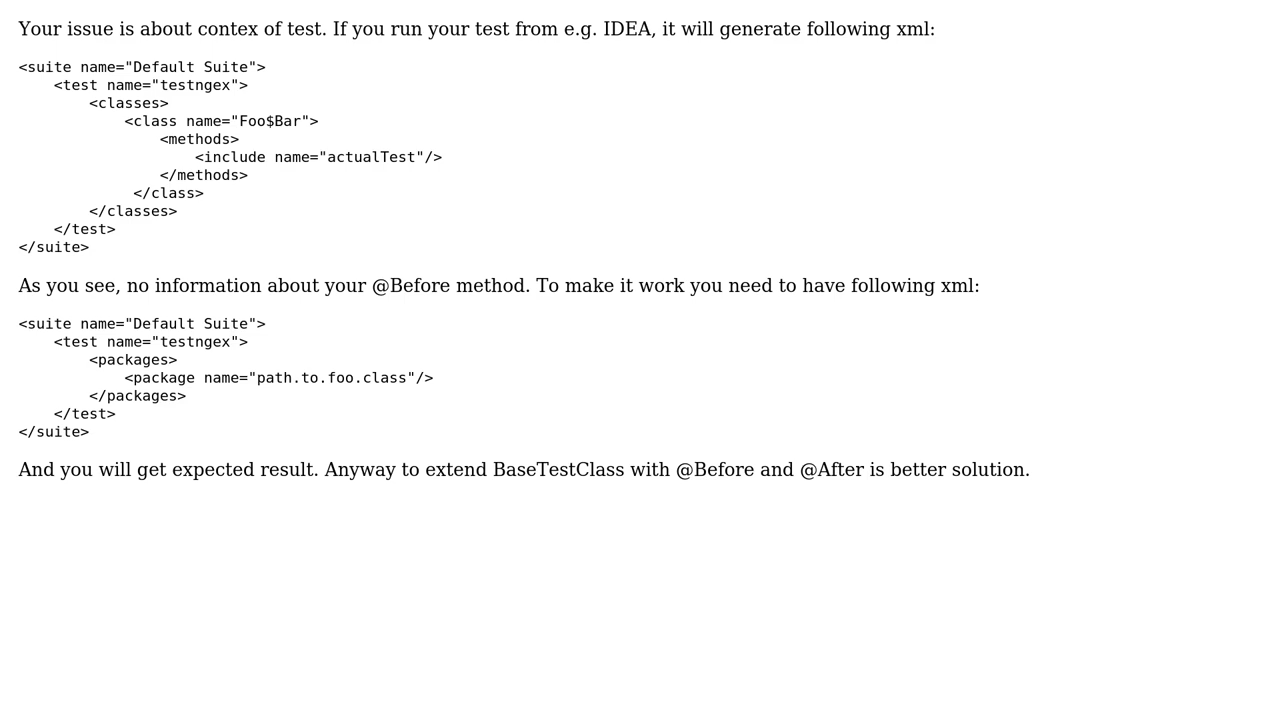 Your issue is about contex of test. If you run your test from e.g. IDEA, it will generate following xml:
<suite name="Default Suite">
    <test name="testngex">
        <classes>
            <class name="Foo$Bar">
                <methods>
                    <include name="actualTest"/>
                </methods>
             </class>
        </classes>
    </test>
</suite>
As you see, no information about your @Before method. To make it work you need to have following xml:
<suite name="Default Suite">
    <test name="testngex">
        <packages>
            <package name="path.to.foo.class"/>
        </packages>
    </test>
</suite>
And you will get expected result. Anyway to extend BaseTestClass with @Before and @After is better solution.